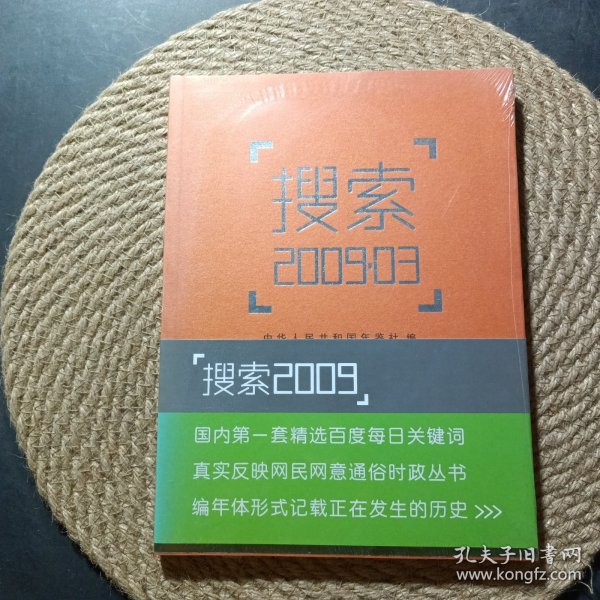 搜索
2009·03
中华人民共和国年鉴社 编
「搜索2009」
国内第一套精选百度每日关键词
真实反映网民网意通俗时政丛书
编年体形式记载正在发生的历史 >>>
孔夫子旧书网
www.kongfz.com